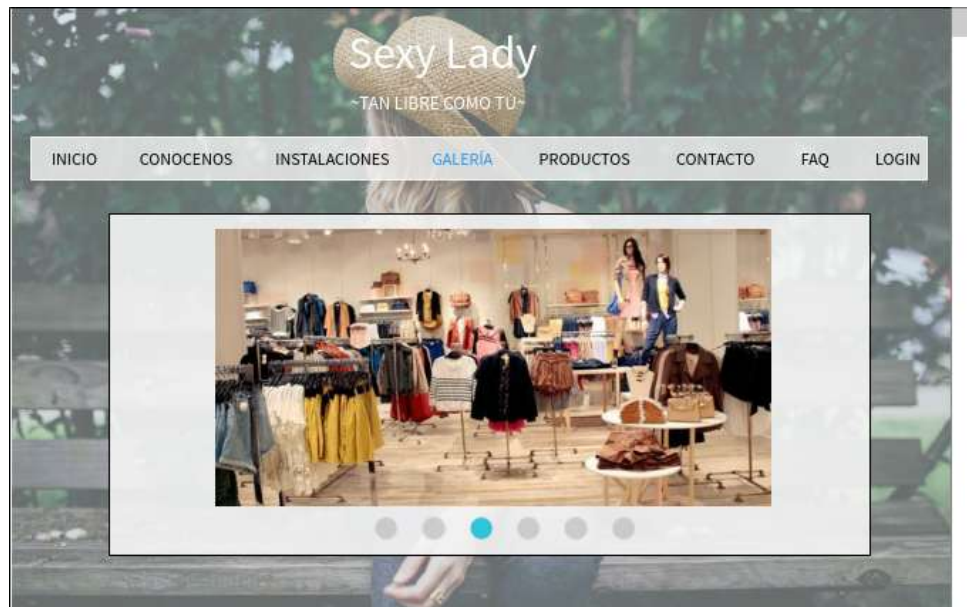 Sexy Lady
~TAN LIBRE COMO TU~
INICIO CONOCENOS INSTALACIONES GALERÍA PRODUCTOS CONTACTO FAQ LOGIN